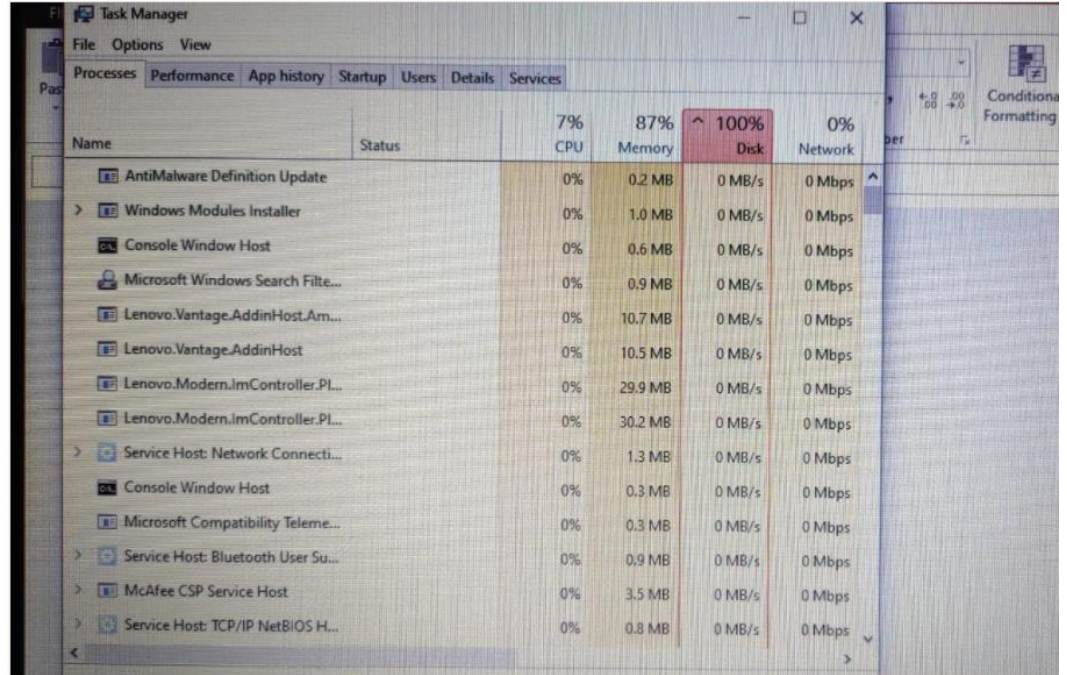 Task Manager
File Options View
Processes Performance App history Startup Users Details Services
7% 87% 100% 0%
Name Status CPU Memory Disk Network
AntiMalware Definition Update 0% 0.2 MB 0 MB/s 0 Mbps
Windows Modules Installer 0% 1.0 MB 0 MB/s 0 Mbps
Console Window Host 0% 0.6 MB 0 MB/s 0 Mbps
Microsoft Windows Search Filte... 0% 0.9 MB 0 MB/s 0 Mbps
Lenovo.Vantage.AddinHost.Am... 0% 10.7 MB 0 MB/s 0 Mbps
Lenovo.Vantage.AddinHost 0% 10.5 MB 0 MB/s 0 Mbps
Lenovo.Modern.ImController.Pl... 0% 29.9 MB 0 MB/s 0 Mbps
Lenovo.Modern.ImController.Pl... 0% 30.2 MB 0 MB/s 0 Mbps
Service Host: Network Connecti... 0% 1.3 MB 0 MB/s 0 Mbps
Console Window Host 0% 0.3 MB 0 MB/s 0 Mbps
Microsoft Compatibility Teleme... 0% 0.3 MB 0 MB/s 0 Mbps
Service Host: Bluetooth User Su... 0% 0.9 MB 0 MB/s 0 Mbps
McAfee CSP Service Host 0% 3.5 MB 0 MB/s 0 Mbps
Service Host: TCP/IP NetBIOS H... 0% 0.8 MB 0 MB/s 0 Mbps
Fi
Pas
ber
Conditiona
Formatting